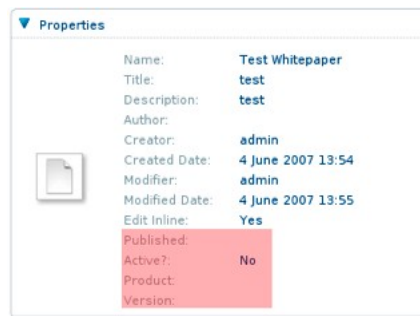 Properties
Name: Test Whitepaper
Title: test
Description: test
Author:
Creator: admin
Created Date: 4 June 2007 13:54
Modifier: admin
Modified Date: 4 June 2007 13:55
Edit Inline: Yes
Published:
Active?: No
Product:
Version: